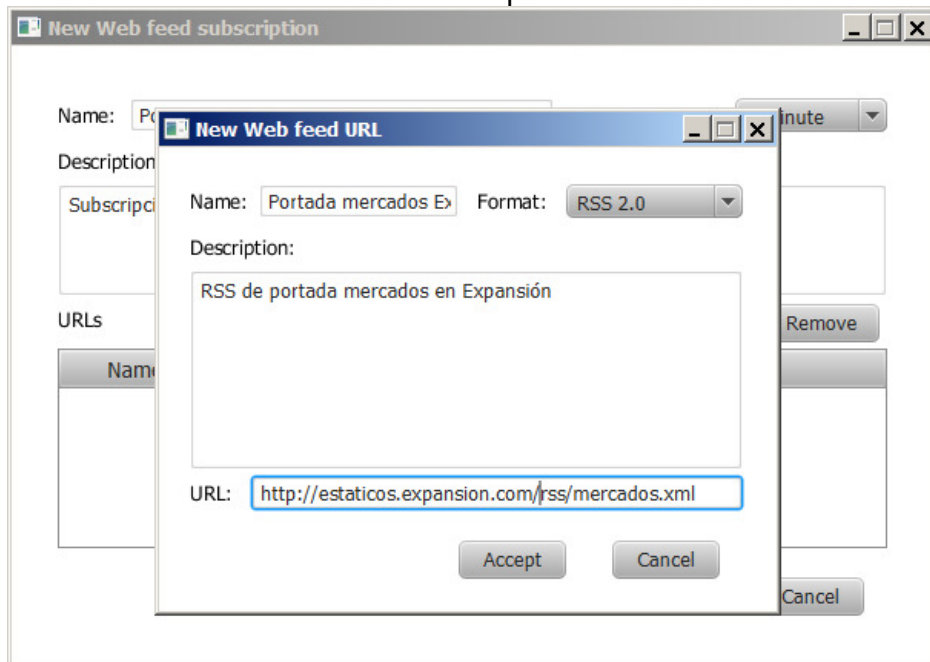 New Web feed subscription
Name:
New Web feed URL
Description
Name: Portada mercados Ex Format: RSS 2.0
Description:
RSS de portada mercados en Expansión
URLs
Remove
URL: http://estaticos.expansion.com/rss/mercados.xml
Accept Cancel
Cancel